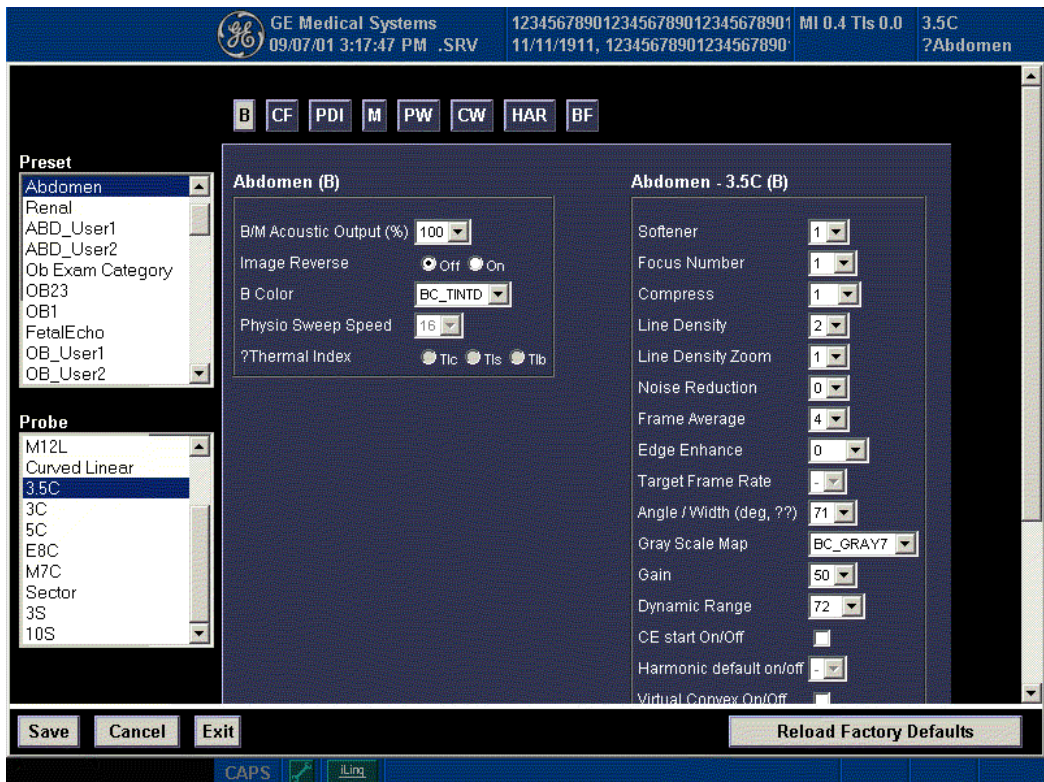 GE Medical Systems
09/07/01 3:17:47 PM .SRV
1234567890123456789012345678901
11/11/1911, 12345678901234567890
MI 0.4 TIs 0.0
3.5C
?Abdomen
B CF PDI M PW CW HAR BF
Preset
Abdomen
Renal
ABD_User1
ABD_User2
Ob Exam Category
OB23
OB1
FetalEcho
OB_User1
OB_User2
Probe
M12L
Curved Linear
3.5C
3C
5C
E8C
M7C
Sector
3S
10S
Abdomen (B)
B/M Acoustic Output (%) 100
Image Reverse Off On
B Color BC_TINTD
Physio Sweep Speed 16
?Thermal Index TIc TIs TIb
Abdomen - 3.5C (B)
Softener 1
Focus Number 1
Compress 1
Line Density 2
Line Density Zoom 1
Noise Reduction 0
Frame Average 4
Edge Enhance 0
Target Frame Rate -
Angle / Width (deg, ??) 71
Gray Scale Map BC_GRAY7
Gain 50
Dynamic Range 72
CE start On/Off
Harmonic default on/off -
Virtual Convex On/Off
Save Cancel Exit
Reload Factory Defaults
CAPS iLinq